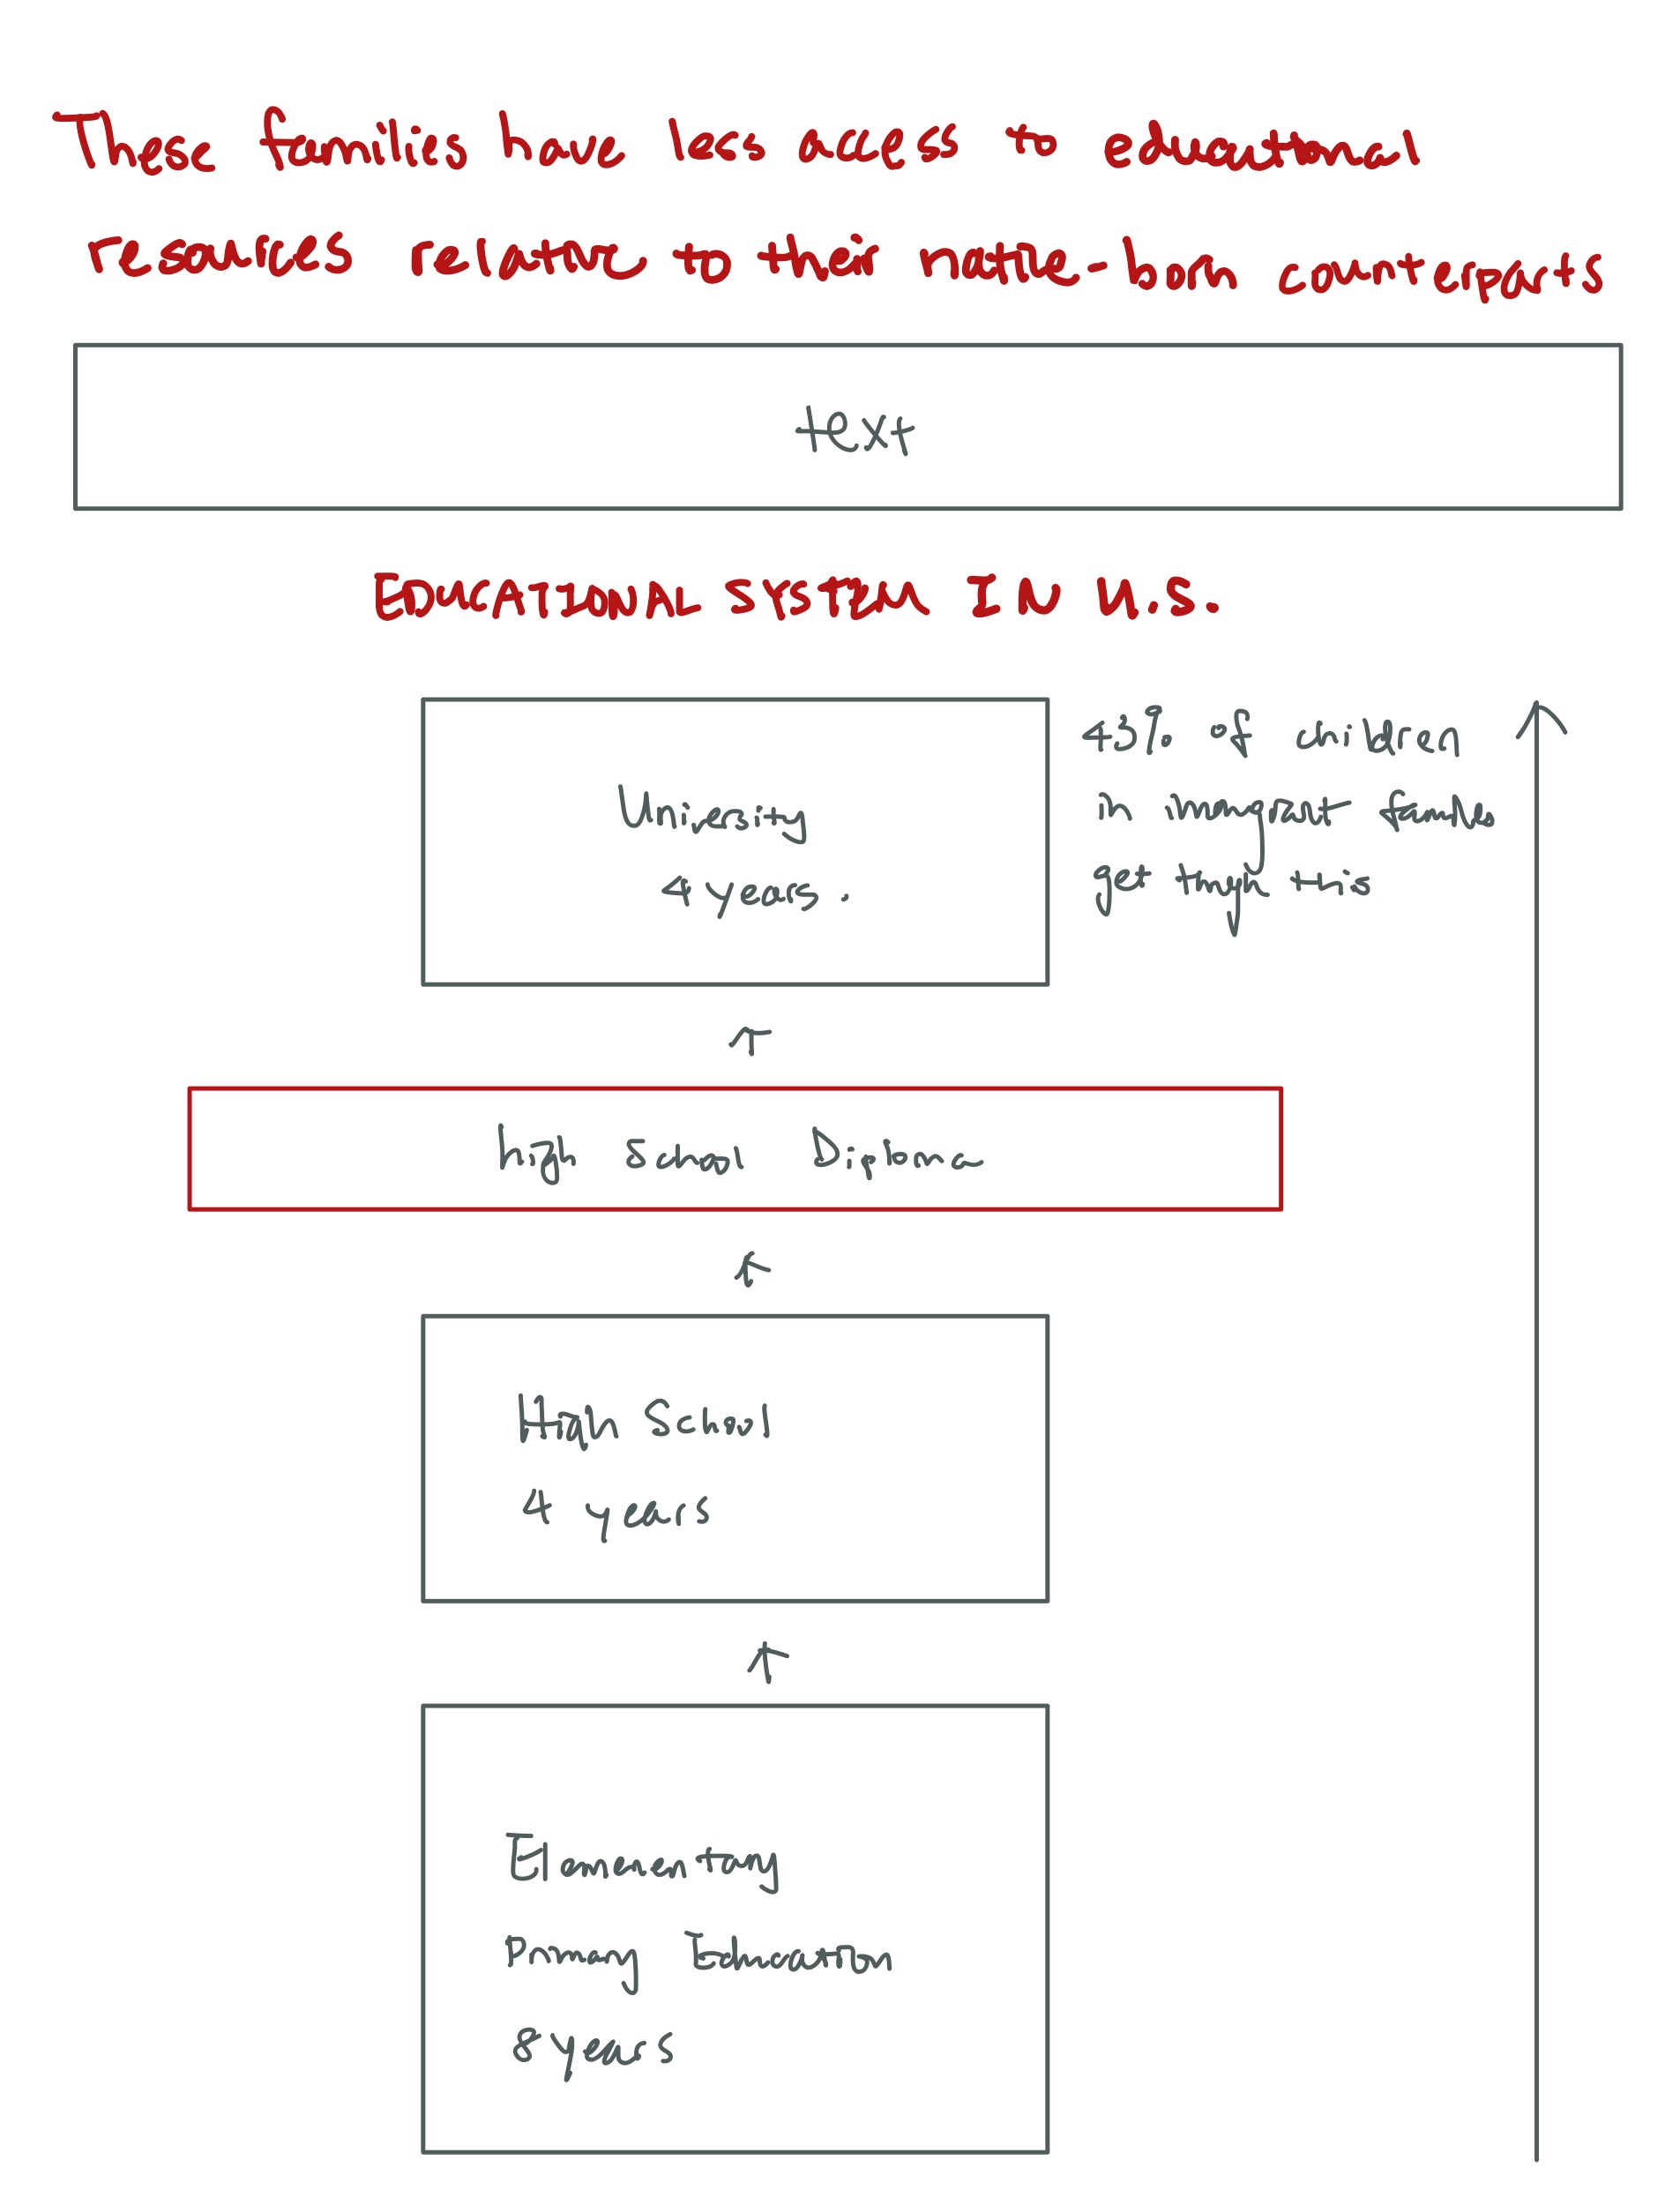 These families have less access to educational
resources relative to their native-born counterparts
text
EDUCATIONAL SYSTEM IN U.S.
University
4 years.
43% of children
in immigrant families
get through this
high school Diploma
High School
4 years
Elementary
Primary Education
8 years